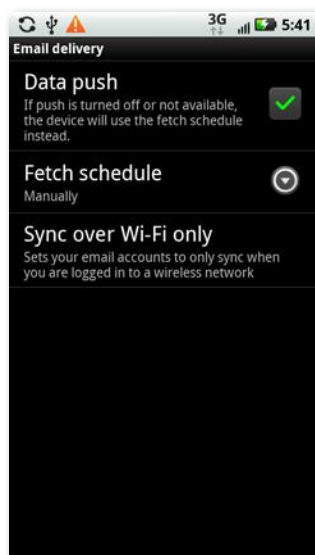 3G 5:41
Email delivery
Data push
If push is turned off or not available,
the device will use the fetch schedule
instead.
Fetch schedule
Manually
Sync over Wi-Fi only
Sets your email accounts to only sync when
you are logged in to a wireless network